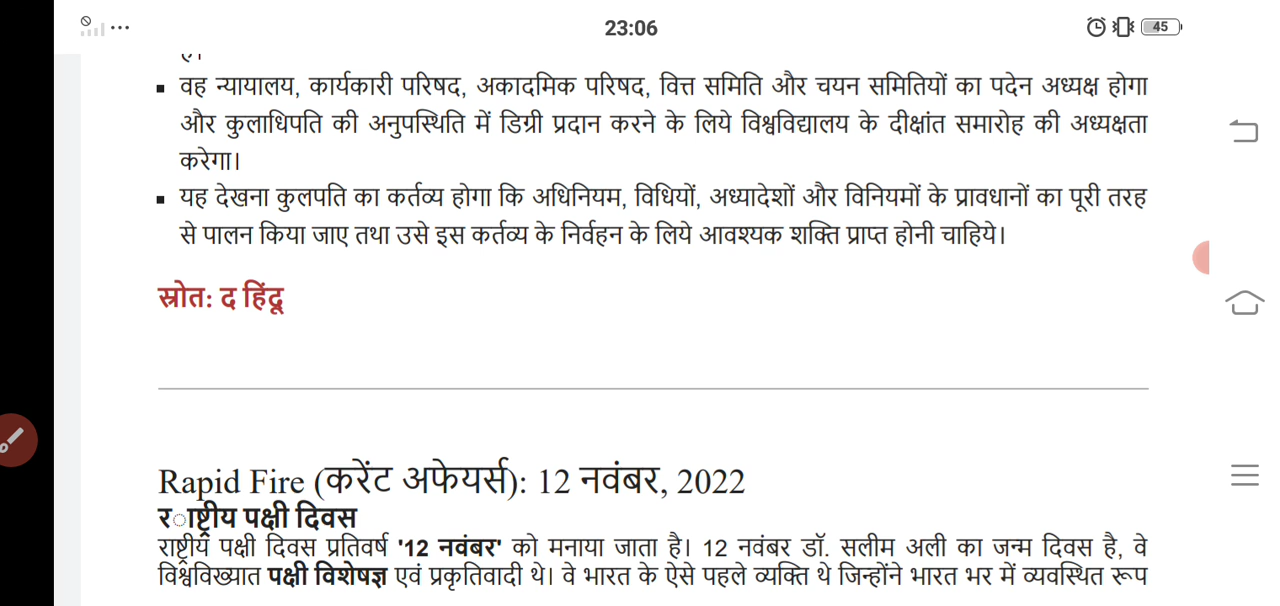 23:06
45
वह न्यायालय, कार्यकारी परिषद, अकादमिक परिषद, वित्त समिति और चयन समितियों का पदेन अध्यक्ष होगा
और कुलाधिपति की अनुपस्थिति में डिग्री प्रदान करने के लिये विश्वविद्यालय के दीक्षांत समारोह की अध्यक्षता
करेगा।
यह देखना कुलपति का कर्तव्य होगा कि अधिनियम, विधियों, अध्यादेशों और विनियमों के प्रावधानों का पूरी तरह
से पालन किया जाए तथा उसे इस कर्तव्य के निर्वहन के लिये आवश्यक शक्ति प्राप्त होनी चाहिये।
स्रोत: द हिंदू
Rapid Fire (करेंट अफेयर्स): 12 नवंबर, 2022
र◌ाष्ट्रीय पक्षी दिवस
राष्ट्रीय पक्षी दिवस प्रतिवर्ष '12 नवंबर' को मनाया जाता है। 12 नवंबर डॉ. सलीम अली का जन्म दिवस है, वे
विश्वविख्यात पक्षी विशेषज्ञ एवं प्रकृतिवादी थे। वे भारत के ऐसे पहले व्यक्ति थे जिन्होंने भारत भर में व्यवस्थित रूप